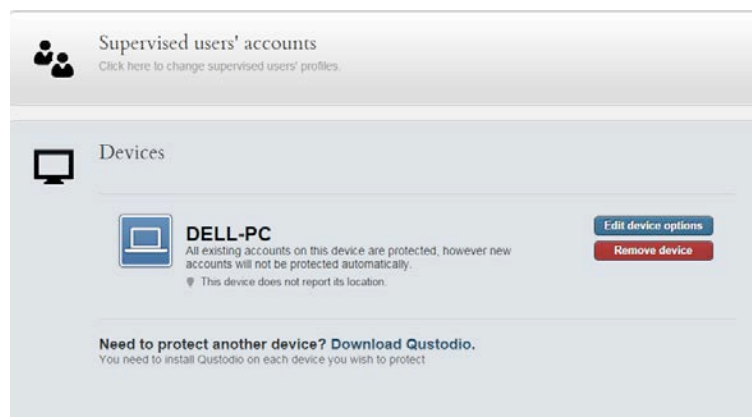 Supervised users' accounts
Click here to change supervised users' profiles.
Devices
DELL-PC
All existing accounts on this device are protected, however new
accounts will not be protected automatically.
This device does not report its location.
Edit device options
Remove device
Need to protect another device? Download Qustodio.
You need to install Qustodio on each device you wish to protect